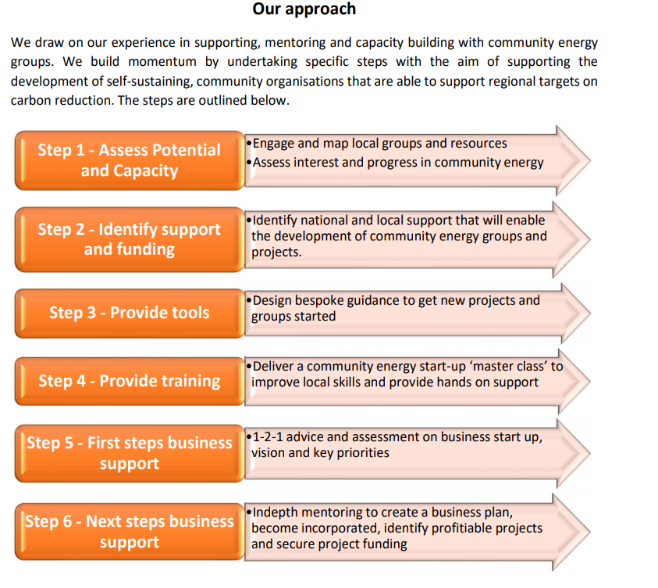 Our approach
We draw on our experience in supporting, mentoring and capacity building with community energy
groups. We build momentum by undertaking specific steps with the aim of supporting the
development of self-sustaining, community organisations that are able to support regional targets on
carbon reduction. The steps are outlined below.
Step 1 - Assess Potential
and Capacity
•Engage and map local groups and resources
•Assess interest and progress in community energy
Step 2 - Identify support
and funding
•Identify national and local support that will enable
the development of community energy groups and
projects.
Step 3 - Provide tools
•Design bespoke guidance to get new projects and
groups started
Step 4 - Provide training
•Deliver a community energy start-up ‘master class’ to
improve local skills and provide hands on support
Step 5 - First steps business
support
•1-2-1 advice and assessment on business start up,
vision and key priorities
Step 6 - Next steps business
support
•Indepth mentoring to create a business plan,
become incorporated, identify profitiable projects
and secure project funding